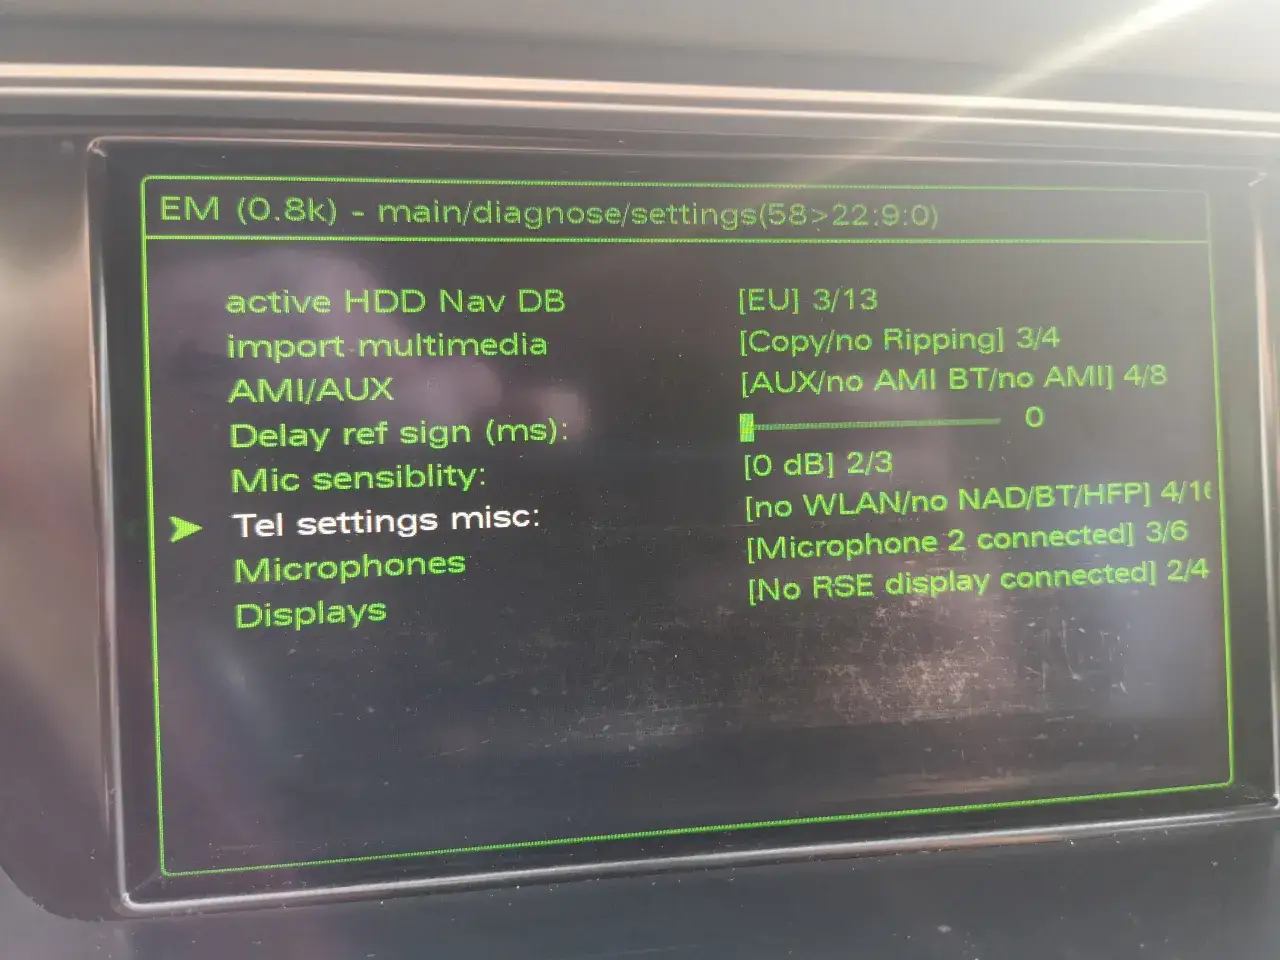 EM (0.8k) - main/diagnose/settings(58>22:9:0)
active HDD Nav DB [EU] 3/13
import multimedia [Copy/no Ripping] 3/4
AMI/AUX [AUX/no AMI BT/no AMI] 4/8
Delay ref sign (ms): 0
Mic sensiblity: [0 dB] 2/3
Tel settings misc: [no WLAN/no NAD/BT/HFP] 4/16
Microphones [Microphone 2 connected] 3/6
Displays [No RSE display connected] 2/4